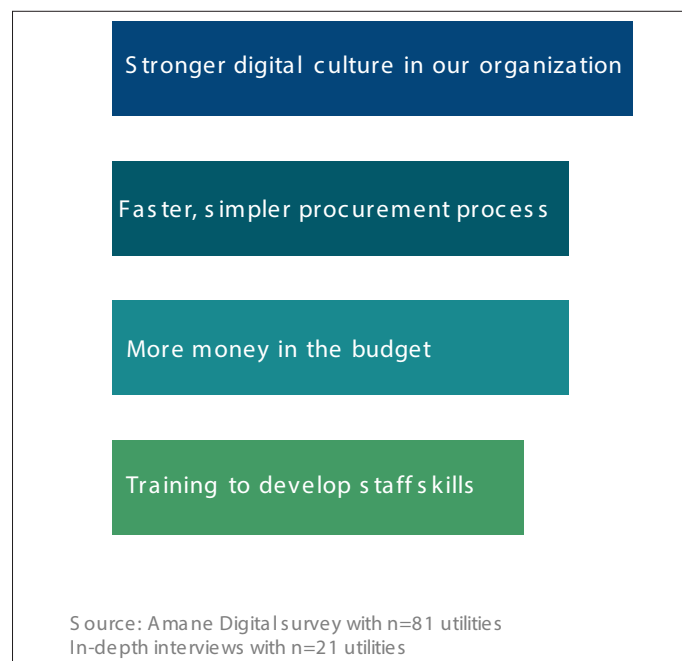 Stronger digital culture in our organization
Faster, simpler procurement process
More money in the budget
Training to develop staff skills
Source: Amane Digital survey with n=81 utilities
In-depth interviews with n=21 utilities